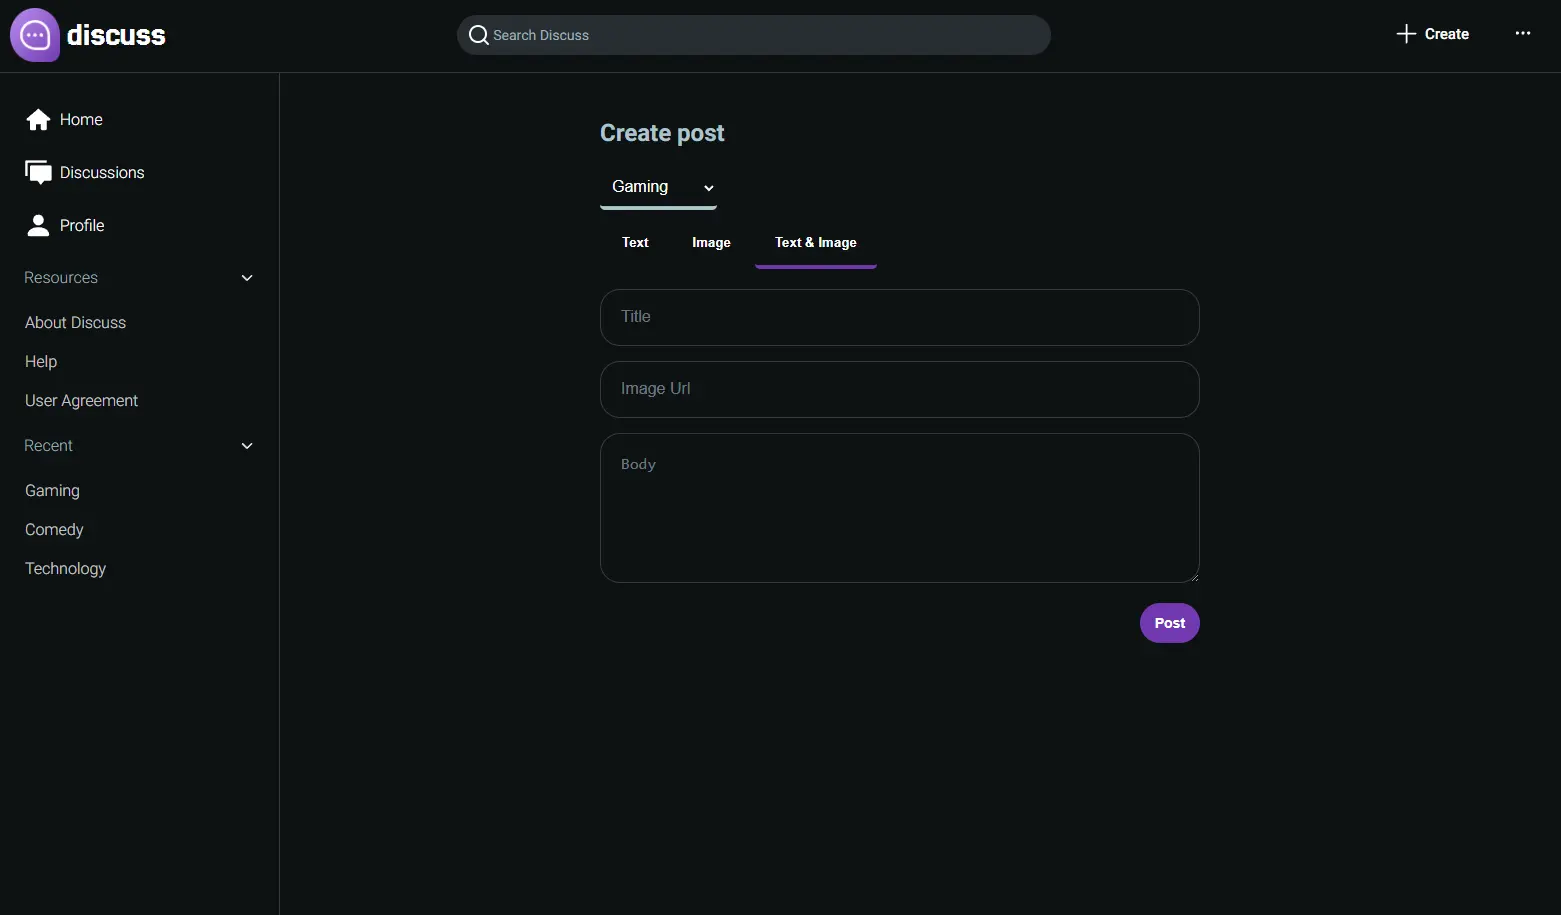 discuss
Search Discuss
Create
Home
Discussions
Profile
Resources
About Discuss
Help
User Agreement
Recent
Gaming
Comedy
Technology
Create post
Gaming
Text Image Text & Image
Title
Image Url
Body
Post